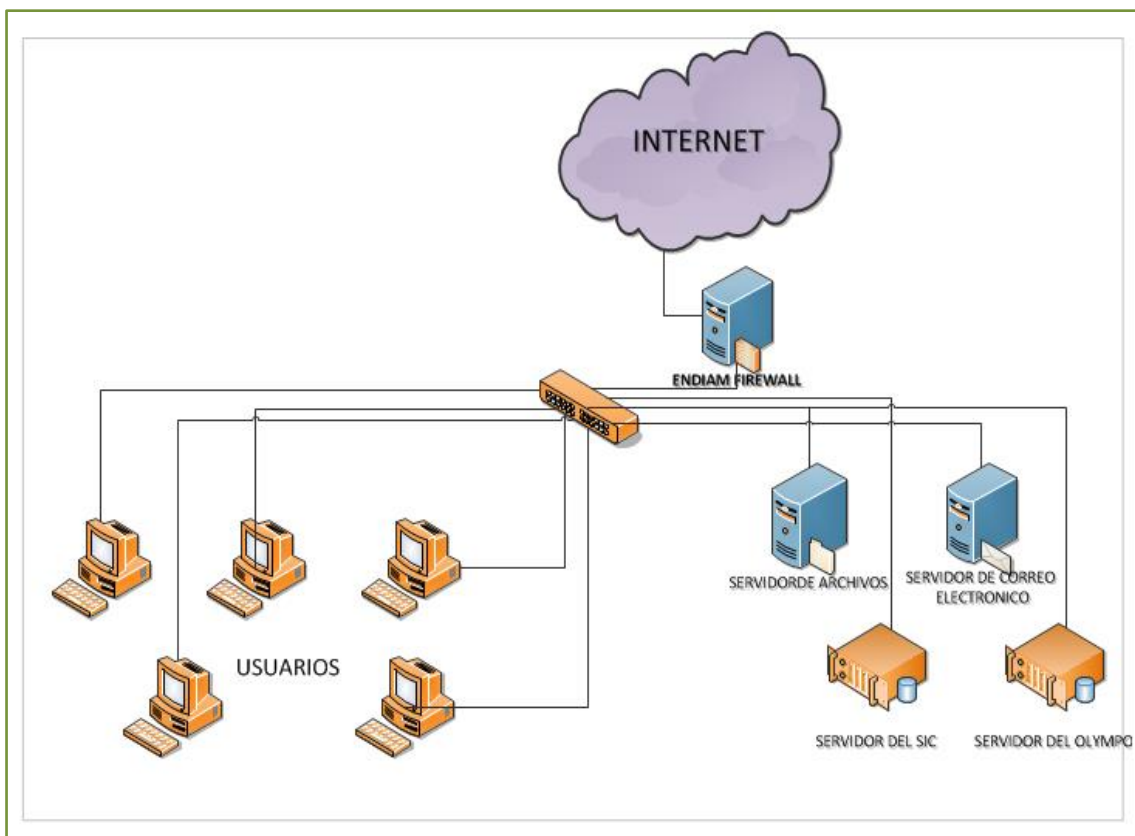 INTERNET
ENDIAM FIREWALL
SERVIDORDE ARCHIVOS
SERVIDOR DE CORREO
ELECTRONICO
USUARIOS
SERVIDOR DEL SIC
SERVIDOR DEL OLYMPO